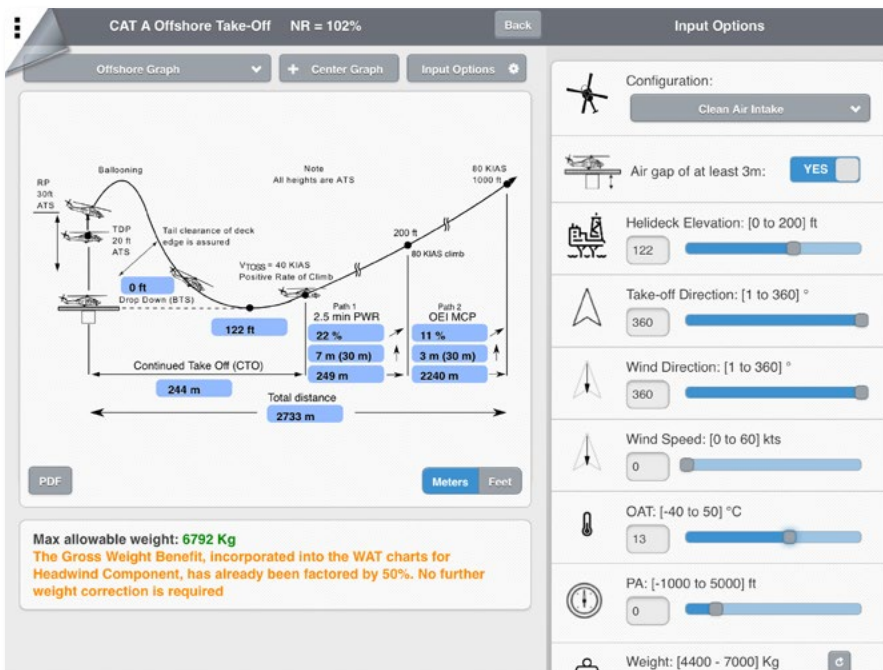 CAT A Offshore Take-Off NR = 102%
Back
Input Options
Offshore Graph
+ Center Graph
Input Options
Ballooning
Note
All heights are ATS
80 KIAS
1000 ft
RP
30ft
ATS
TDP
20 ft
ATS
Tail clearance of deck
edge is assured
200 ft
80 KIAS climb
VTOSS = 40 KIAS
Positive Rate of Climb
0 ft
Drop Down (BTS)
122 ft
Path 1
2.5 min PWR
22 %
7 m (30 m)
249 m
Path 2
OEI MCP
11 %
3 m (30 m)
2240 m
Continued Take Off (CTO)
244 m
Total distance
2733 m
PDF
Meters
Feet
Max allowable weight: 6792 Kg
The Gross Weight Benefit, incorporated into the WAT charts for
Headwind Component, has already been factored by 50%. No further
weight correction is required
Configuration:
Clean Air Intake
Air gap of at least 3m:
YES
Helideck Elevation: [0 to 200] ft
122
Take-off Direction: [1 to 360] °
360
Wind Direction: [1 to 360] °
360
Wind Speed: [0 to 60] kts
0
OAT: [-40 to 50] °C
13
PA: [-1000 to 5000] ft
0
Weight: [4400 - 7000] Kg